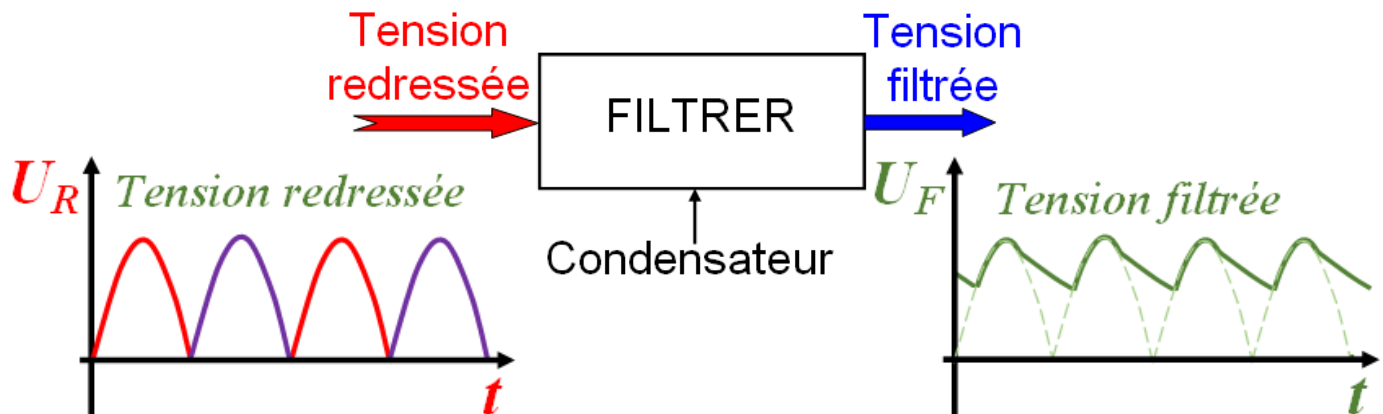 Tension
redressée
FILTRER
Tension
filtrée
Condensateur
U_R
Tension redressée
t
U_F
Tension filtrée
t